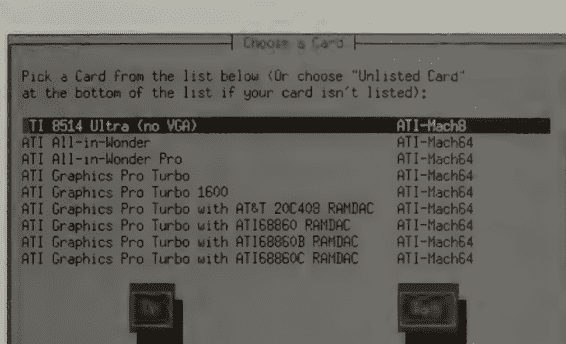 Choose a Card
Pick a Card from the list below (Or choose "Unlisted Card"
at the bottom of the list if your card isn't listed):
TI 8514 Ultra (no VGA) ATI-Mach8
ATI All-in-Wonder ATI-Mach64
ATI All-in-Wonder Pro ATI-Mach64
ATI Graphics Pro Turbo ATI-Mach64
ATI Graphics Pro Turbo 1600 ATI-Mach64
ATI Graphics Pro Turbo with AT&T 20C408 RAMDAC ATI-Mach64
ATI Graphics Pro Turbo with ATI68860 RAMDAC ATI-Mach64
ATI Graphics Pro Turbo with ATI68860B RAMDAC ATI-Mach64
ATI Graphics Pro Turbo with ATI68860C RAMDAC ATI-Mach64